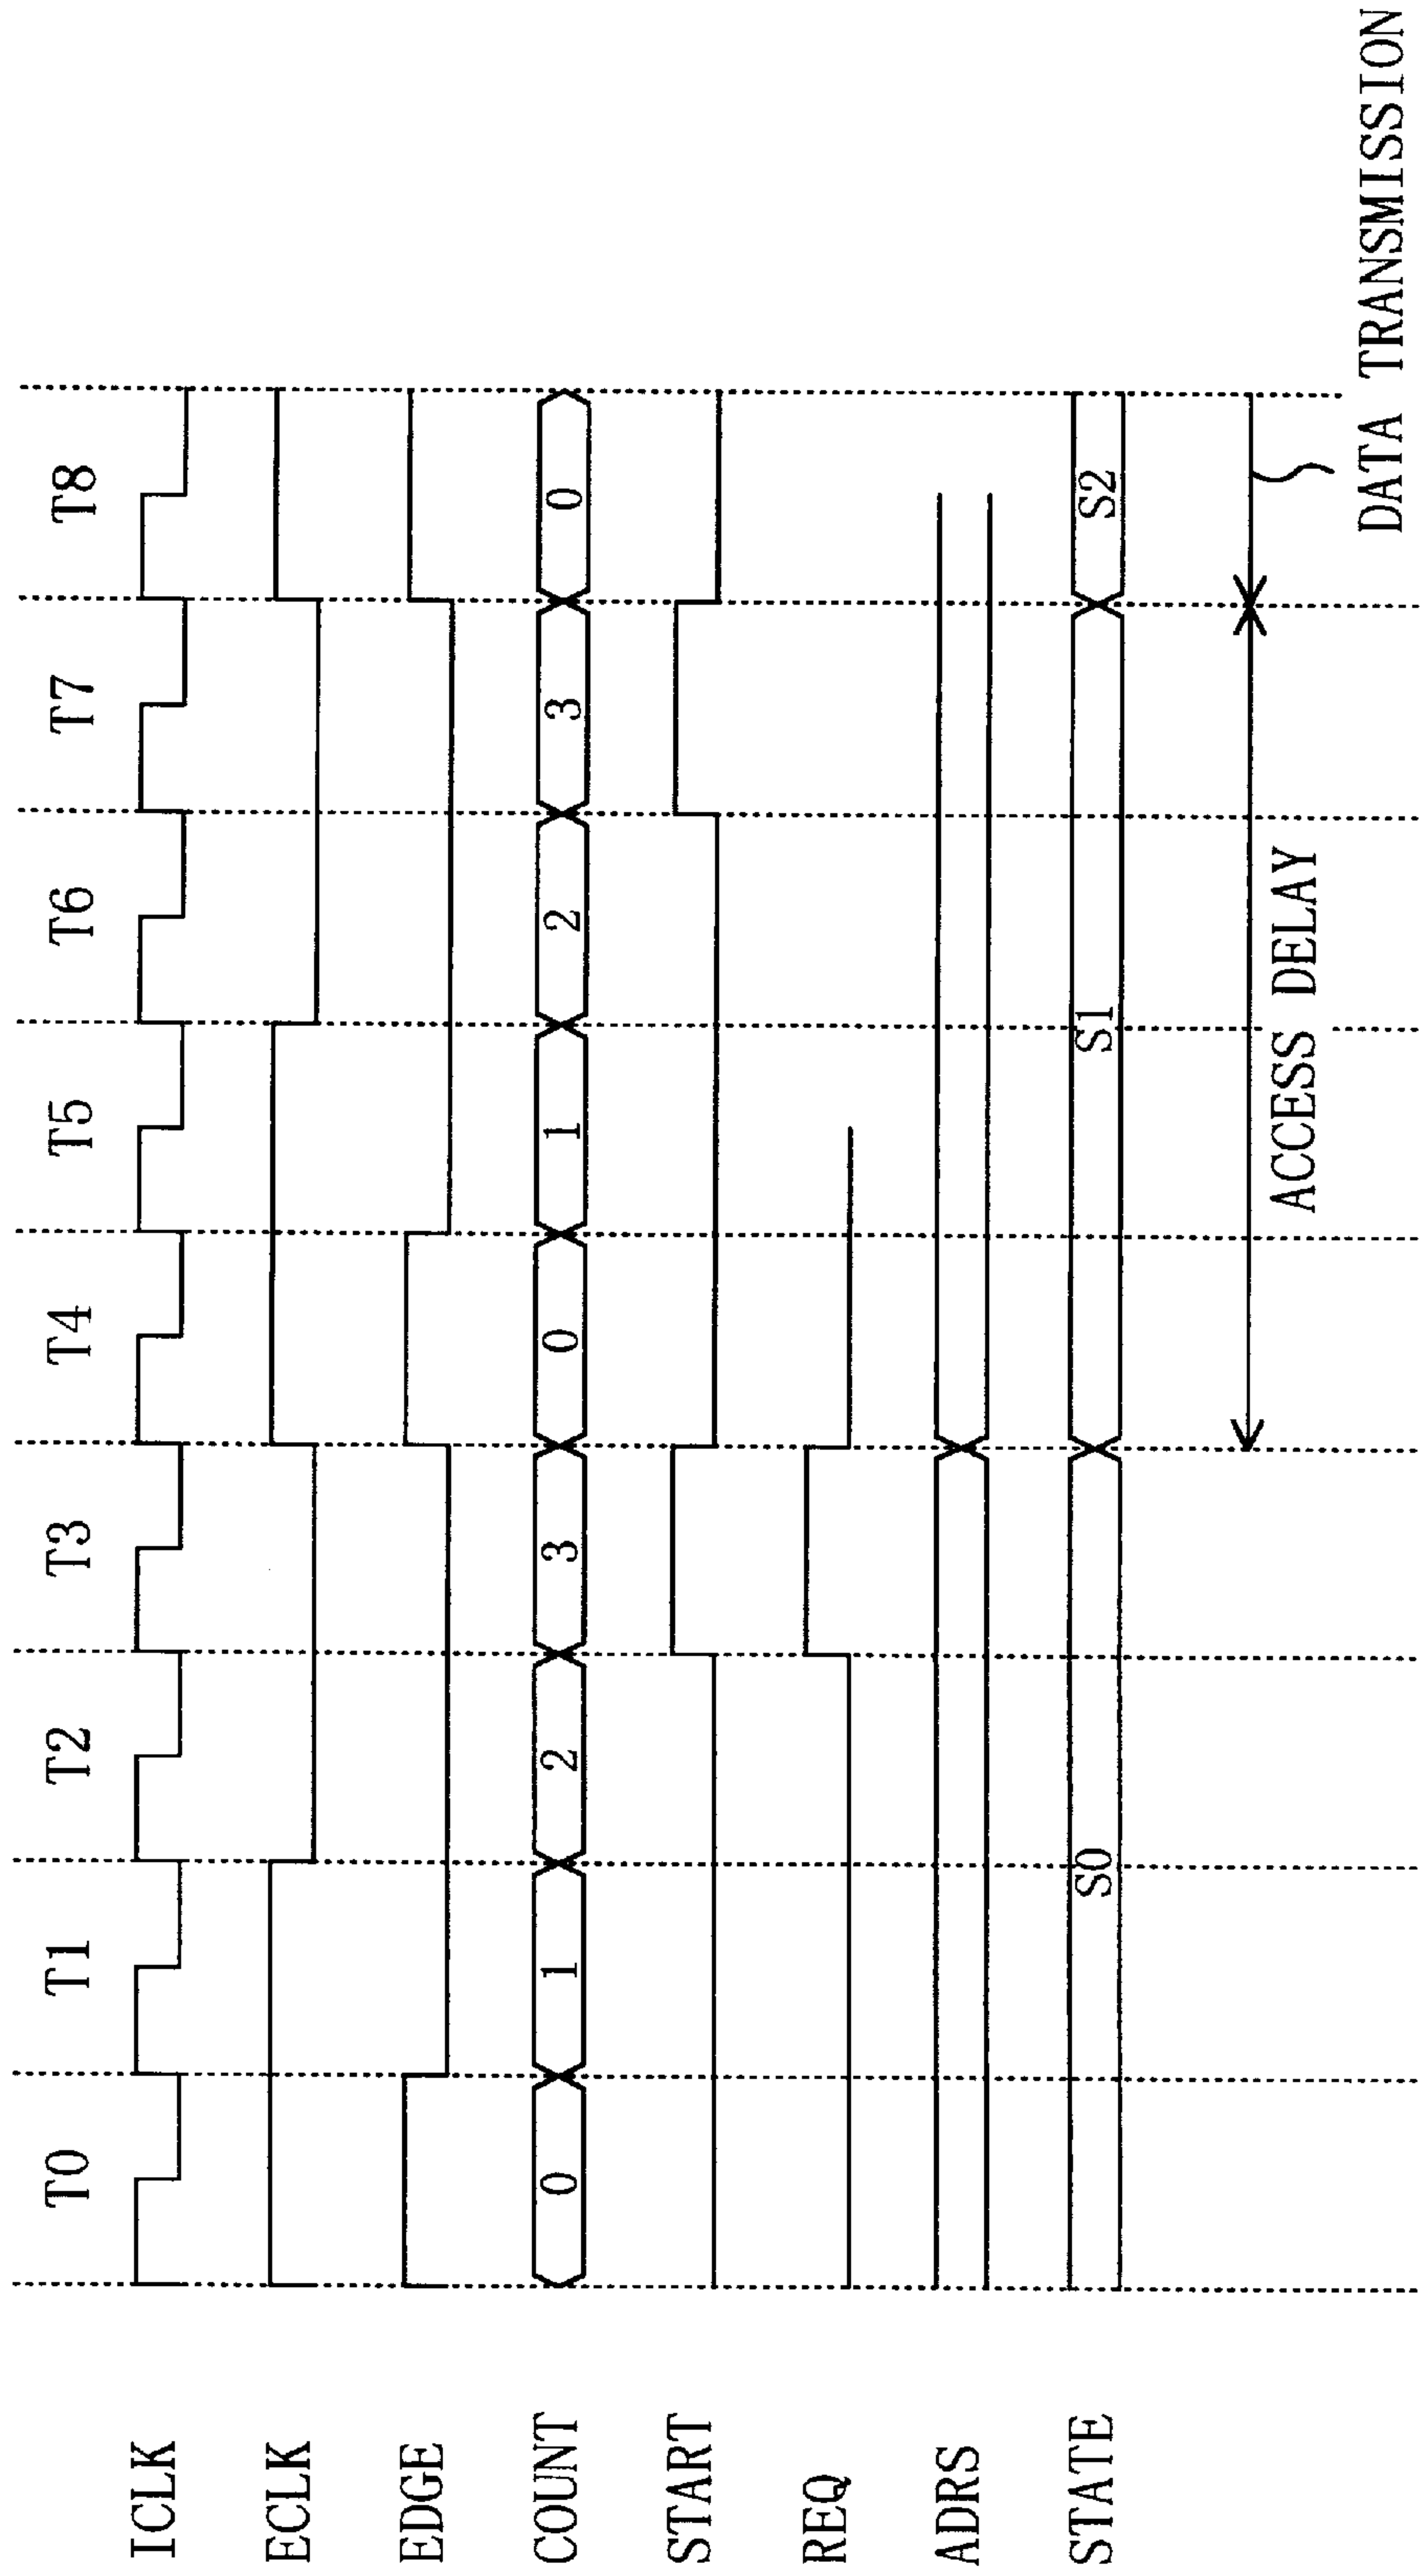 T0 T1 T2 T3 T4 T5 T6 T7 T8
ICLK
ECLK
EDGE
COUNT 0 1 2 3 0 1 2 3 0
START
REQ
ADRS
STATE S0 S1 S2
ACCESS DELAY
DATA TRANSMISSION